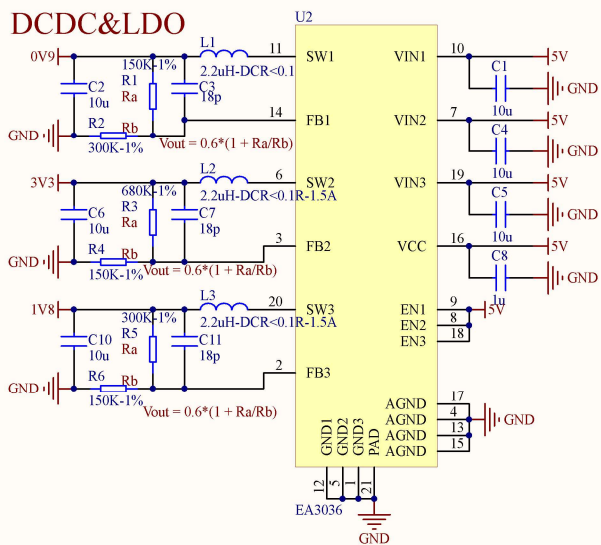 DCDC&LDO
U2
0V9
150K-1%
L1
2.2uH-DCR<0.1
11
SW1
C2
10u
R1
Ra
C3
18p
14
FB1
GND
R2
Rb
300K-1%
Vout = 0.6*(1 + Ra/Rb)
3V3
680K-1%
L2
2.2uH-DCR<0.1R-1.5A
6
SW2
C6
10u
R3
Ra
C7
18p
3
FB2
GND
R4
Rb
150K-1%
Vout = 0.6*(1 + Ra/Rb)
1V8
300K-1%
L3
2.2uH-DCR<0.1R-1.5A
20
SW3
C10
10u
R5
Ra
C11
18p
2
FB3
GND
R6
Rb
150K-1%
Vout = 0.6*(1 + Ra/Rb)
VIN1
10
5V
C1
10u
GND
VIN2
7
5V
C4
10u
GND
VIN3
19
5V
C5
10u
GND
VCC
16
5V
C8
1u
GND
EN1
9
5V
EN2
8
EN3
18
AGND
17
AGND
4
GND
AGND
13
AGND
15
GND1
GND2
GND3
PAD
12
5
1
21
EA3036
GND